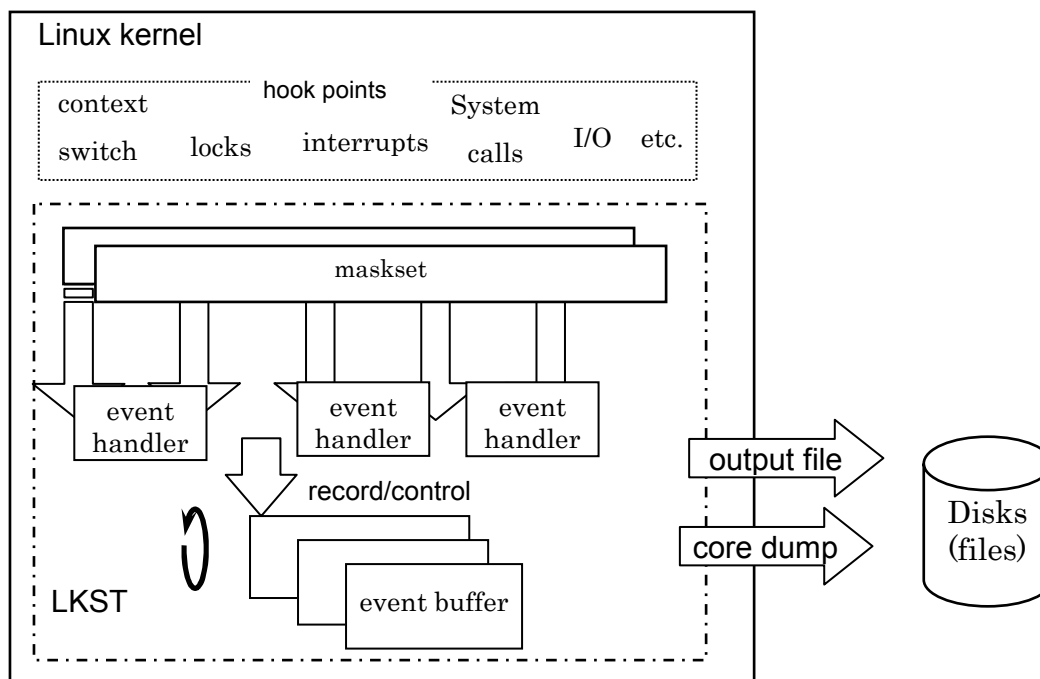 Linux kernel
hook points
context
switch
locks
interrupts
System
calls
I/O
etc.
maskset
event
handler
event
handler
event
handler
record/control
event buffer
LKST
output file
core dump
Disks
(files)